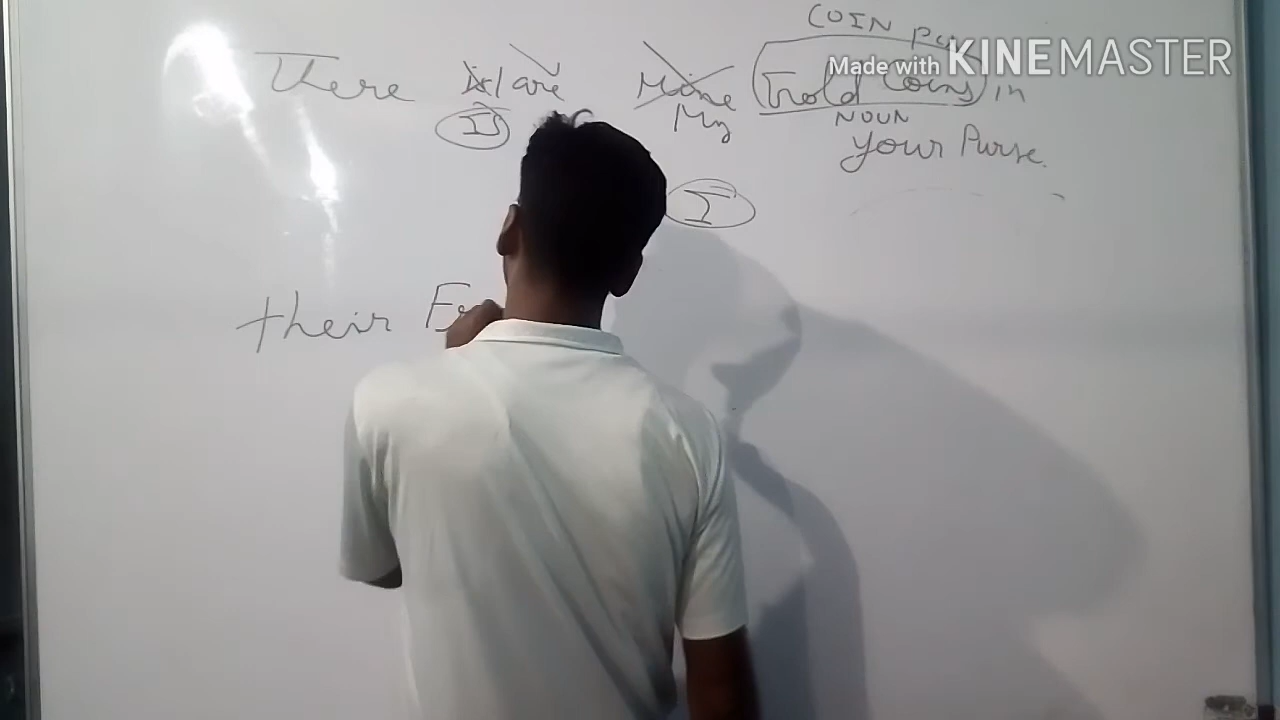 COIN
Made with KINEMASTER
There is/are Mine Gold Coins in
Is My NOUN
your Purse.
I
their